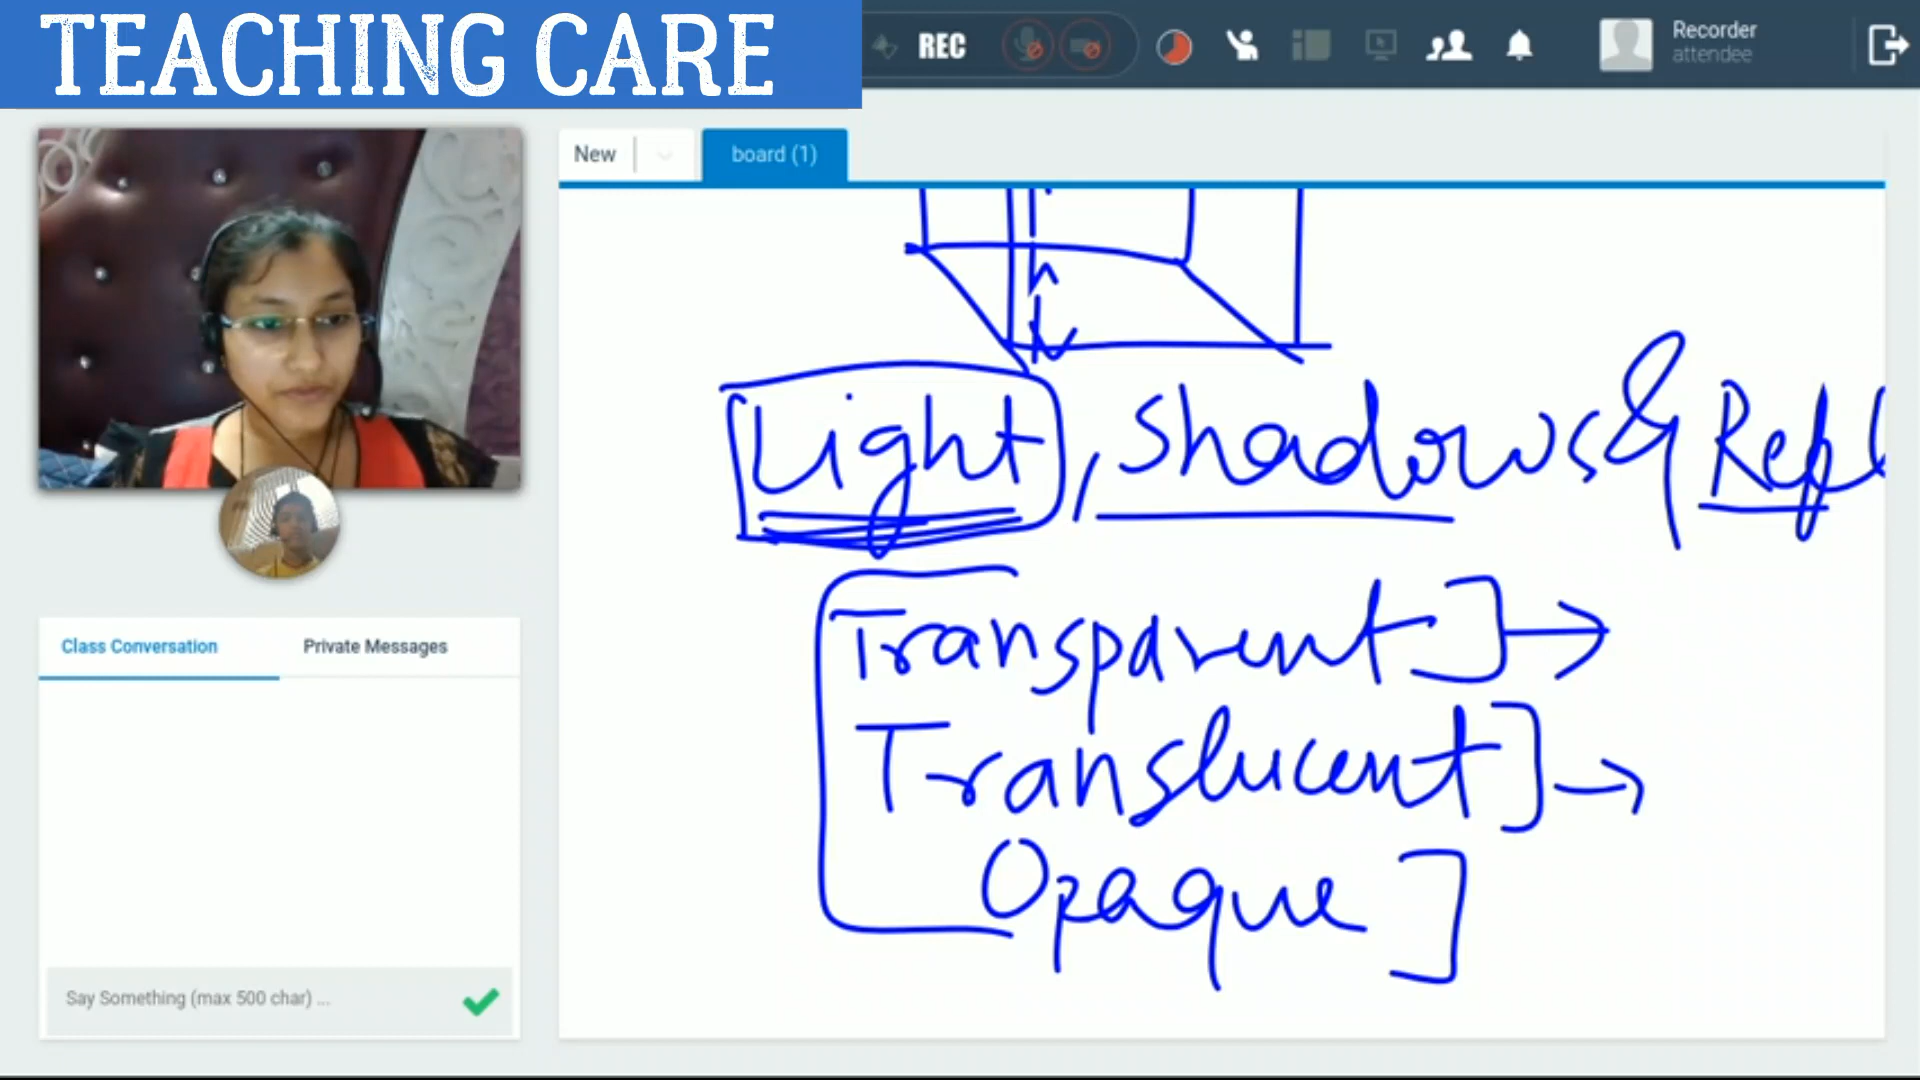 TEACHING CARE
REC
Recorder
attendee
New
board (1)
h
Light, Shadows & Refl
Transparent] →
Translucent] →
Opaque]
Class Conversation Private Messages
Say Something (max 500 char) ...